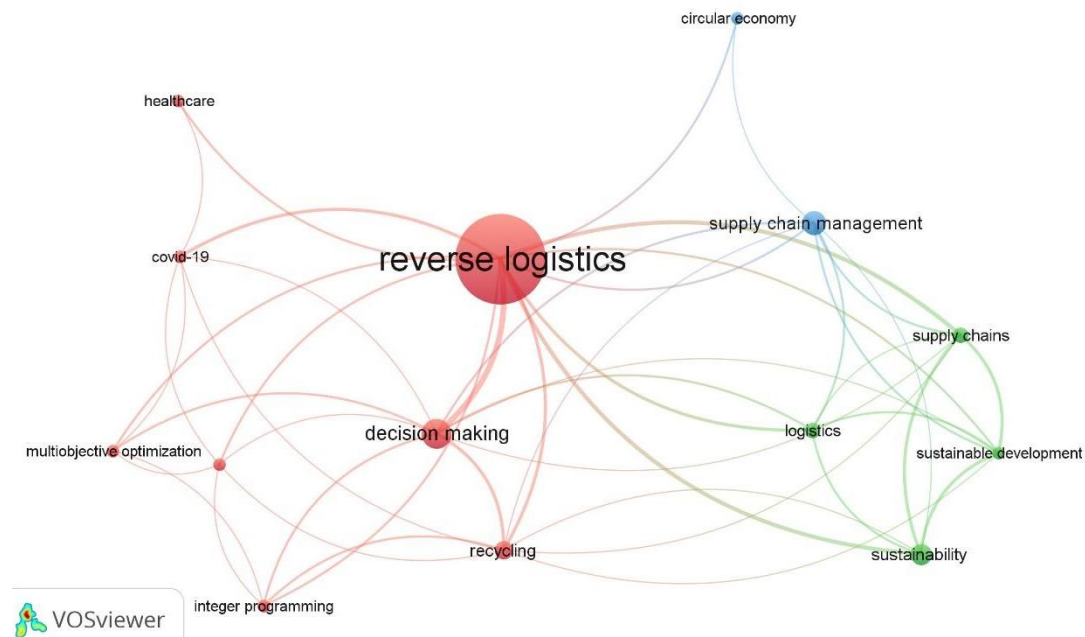 circular economy
healthcare
supply chain management
reverse logistics
covid-19
supply chains
decision making
logistics
multiobjective optimization
sustainable development
recycling
sustainability
integer programming
VOSviewer